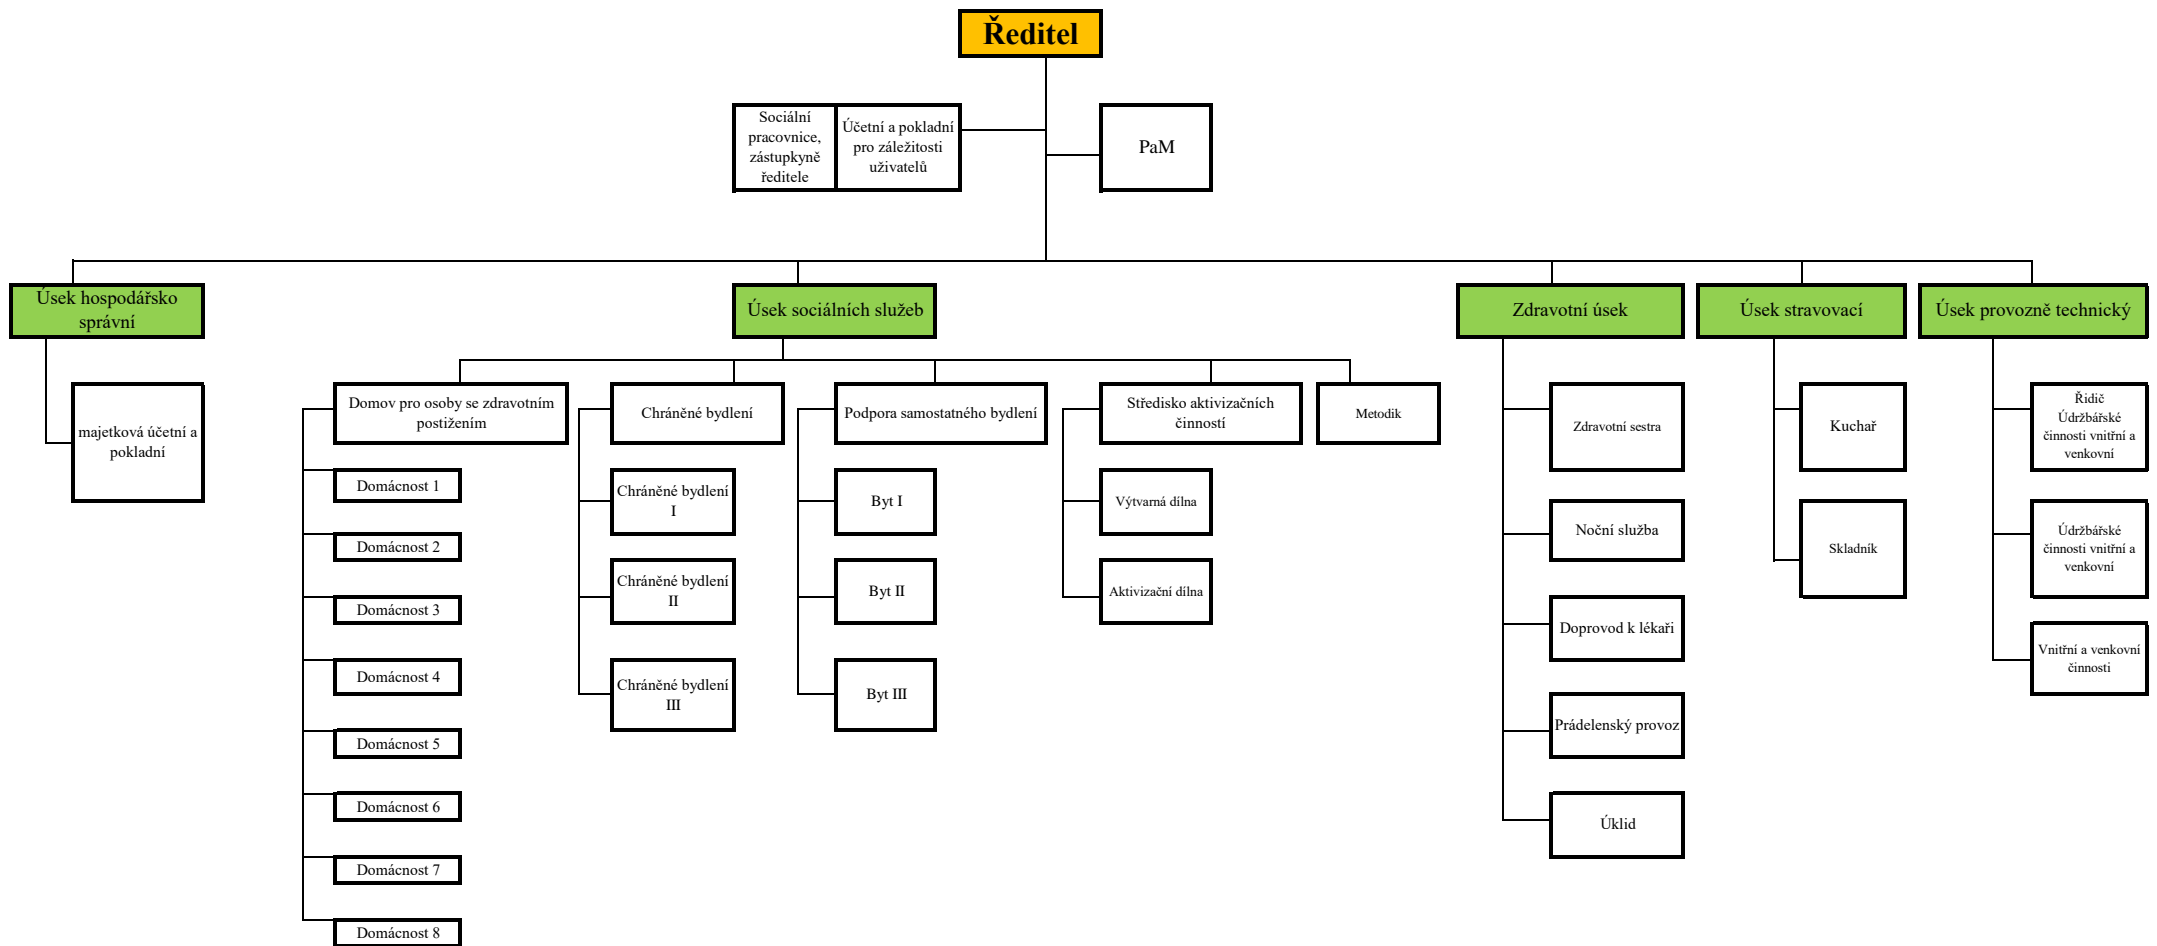 Ředitel
Sociální
pracovnice,
zástupkyně
ředitele
Účetní a pokladní
pro záležitosti
uživatelů
PaM
Úsek hospodářsko
správní
Úsek sociálních služeb
Zdravotní úsek
Úsek stravovací
Úsek provozně technický
majetková účetní a
pokladní
Domov pro osoby se zdravotním
postižením
Domácnost 1
Domácnost 2
Domácnost 3
Domácnost 4
Domácnost 5
Domácnost 6
Domácnost 7
Domácnost 8
Chráněné bydlení
Chráněné bydlení
I
Chráněné bydlení
II
Chráněné bydlení
III
Podpora samostatného bydlení
Byt I
Byt II
Byt III
Středisko aktivizačních
činností
Výtvarná dílna
Aktivizační dílna
Metodik
Zdravotní sestra
Noční služba
Doprovod k lékaři
Prádelenský provoz
Úklid
Kuchař
Skladník
Řidič
Údržbářské
činnosti vnitřní a
venkovní
Údržbářské
činnosti vnitřní a
venkovní
Vnitřní a venkovní
činnosti